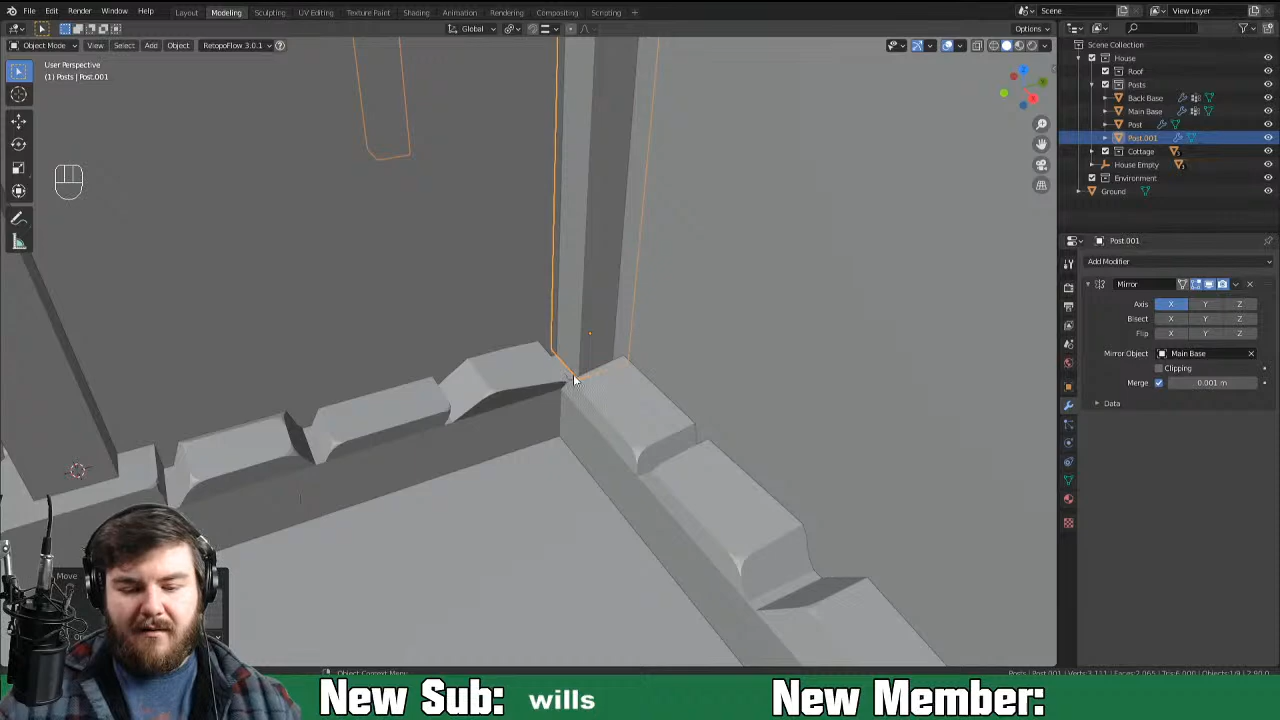 File Edit Render Window Help Layout Modeling Sculpting UV Editing Texture Paint Shading Animation Rendering Compositing Scripting + Scene View Layer
Global Options
Object Mode View Select Add Object RetopoFlow 3.0.1
User Perspective
(1) Posts | Post.001
Scene Collection
House
Roof
Posts
Back Base
Main Base
Post
Post.001
Cottage
House Empty
Environment
Ground
Post.001
Add Modifier
Mirror
Axis X Y Z
Bisect X Y Z
Flip X Y Z
Mirror Object Main Base
Clipping
Merge 0.001 m
Data
Move
Object Context Menu
New Sub: wills New Member: